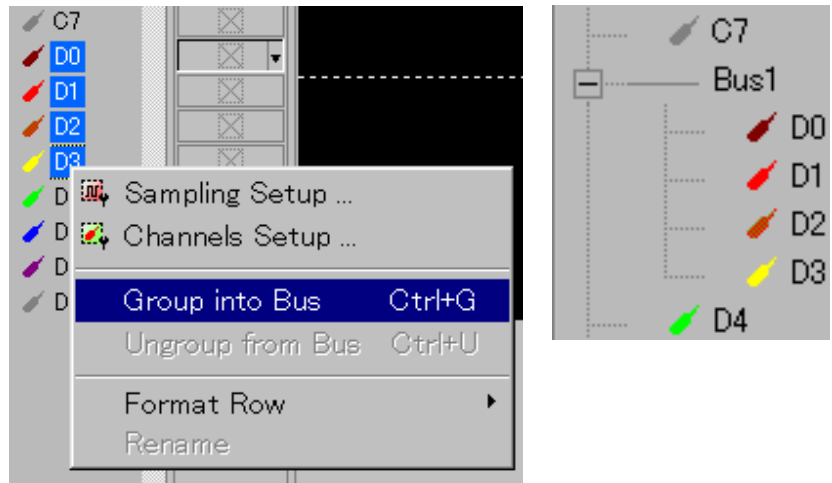 C7
D0
D1
D2
D3
D
D
D
D
Sampling Setup ...
Channels Setup ...
Group into Bus Ctrl+G
Ungroup from Bus Ctrl+U
Format Row
Rename
C7
Bus1
D0
D1
D2
D3
D4